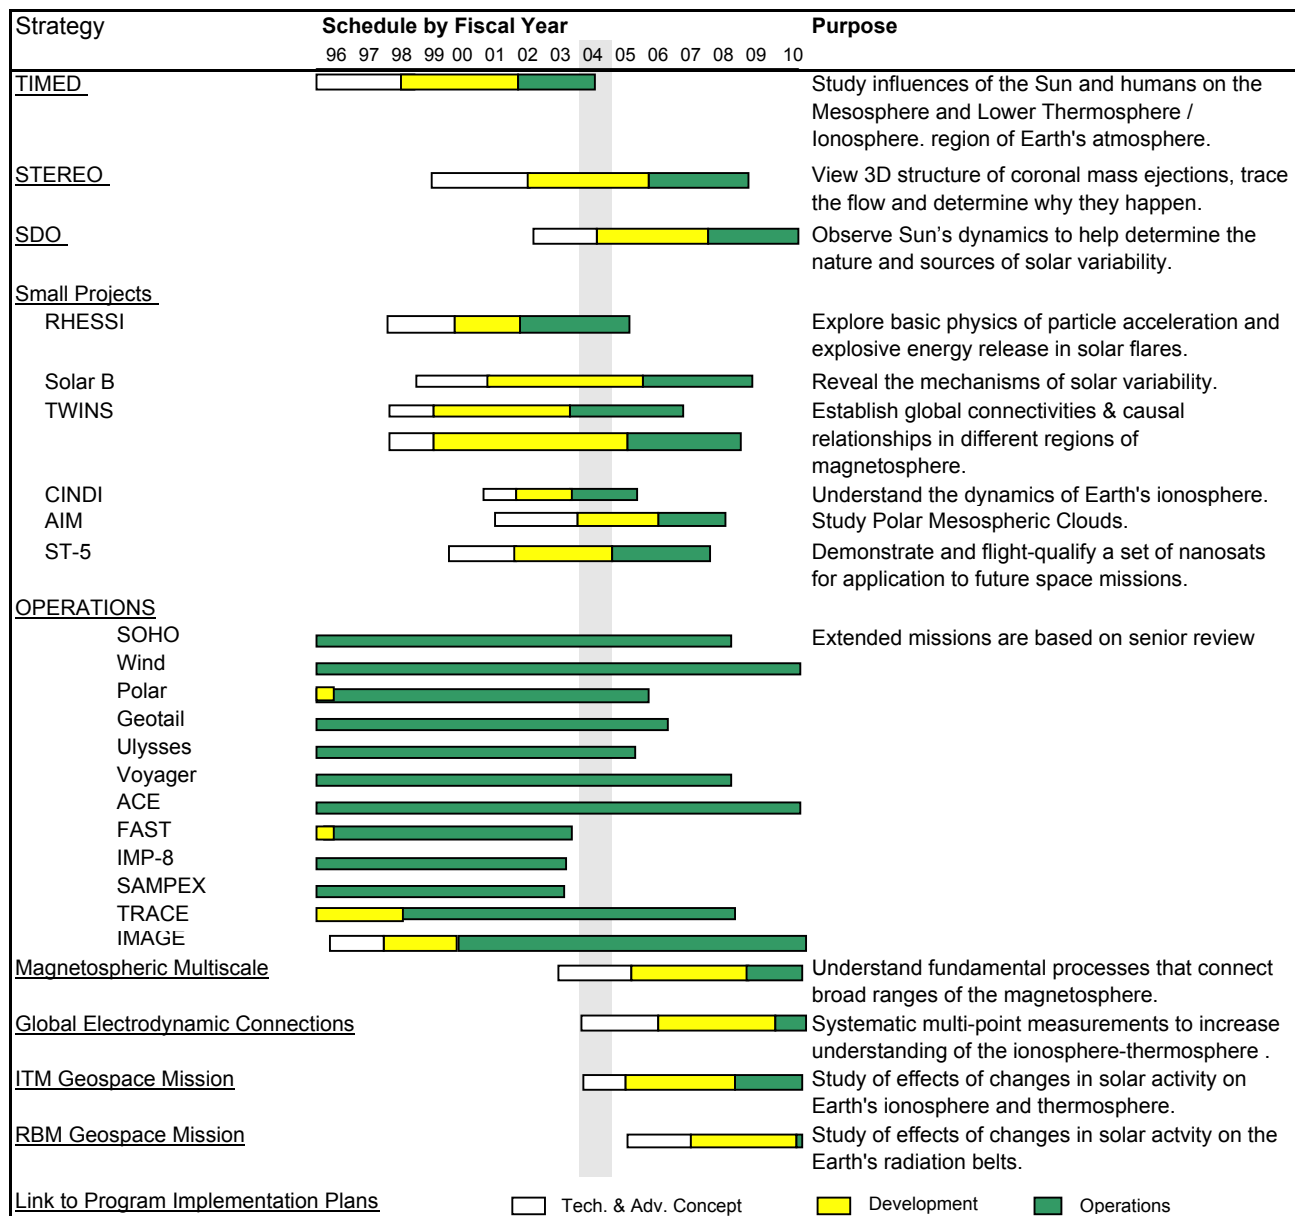 Strategy Schedule by Fiscal Year Purpose
96 97 98 99 00 01 02 03 04 05 06 07 08 09 10
TIMED Study influences of the Sun and humans on the
Mesosphere and Lower Thermosphere /
Ionosphere. region of Earth's atmosphere.
STEREO View 3D structure of coronal mass ejections, trace
the flow and determine why they happen.
SDO Observe Sun’s dynamics to help determine the
nature and sources of solar variability.
Small Projects
RHESSI Explore basic physics of particle acceleration and
explosive energy release in solar flares.
Solar B Reveal the mechanisms of solar variability.
TWINS Establish global connectivities & causal
relationships in different regions of
magnetosphere.
CINDI Understand the dynamics of Earth's ionosphere.
AIM Study Polar Mesospheric Clouds.
ST-5 Demonstrate and flight-qualify a set of nanosats
for application to future space missions.
OPERATIONS
SOHO Extended missions are based on senior review
Wind
Polar
Geotail
Ulysses
Voyager
ACE
FAST
IMP-8
SAMPEX
TRACE
IMAGE
Magnetospheric Multiscale Understand fundamental processes that connect
broad ranges of the magnetosphere.
Global Electrodynamic Connections Systematic multi-point measurements to increase
understanding of the ionosphere-thermosphere .
ITM Geospace Mission Study of effects of changes in solar activity on
Earth's ionosphere and thermosphere.
RBM Geospace Mission Study of effects of changes in solar actvity on the
Earth's radiation belts.
Link to Program Implementation Plans Tech. & Adv. Concept Development Operations